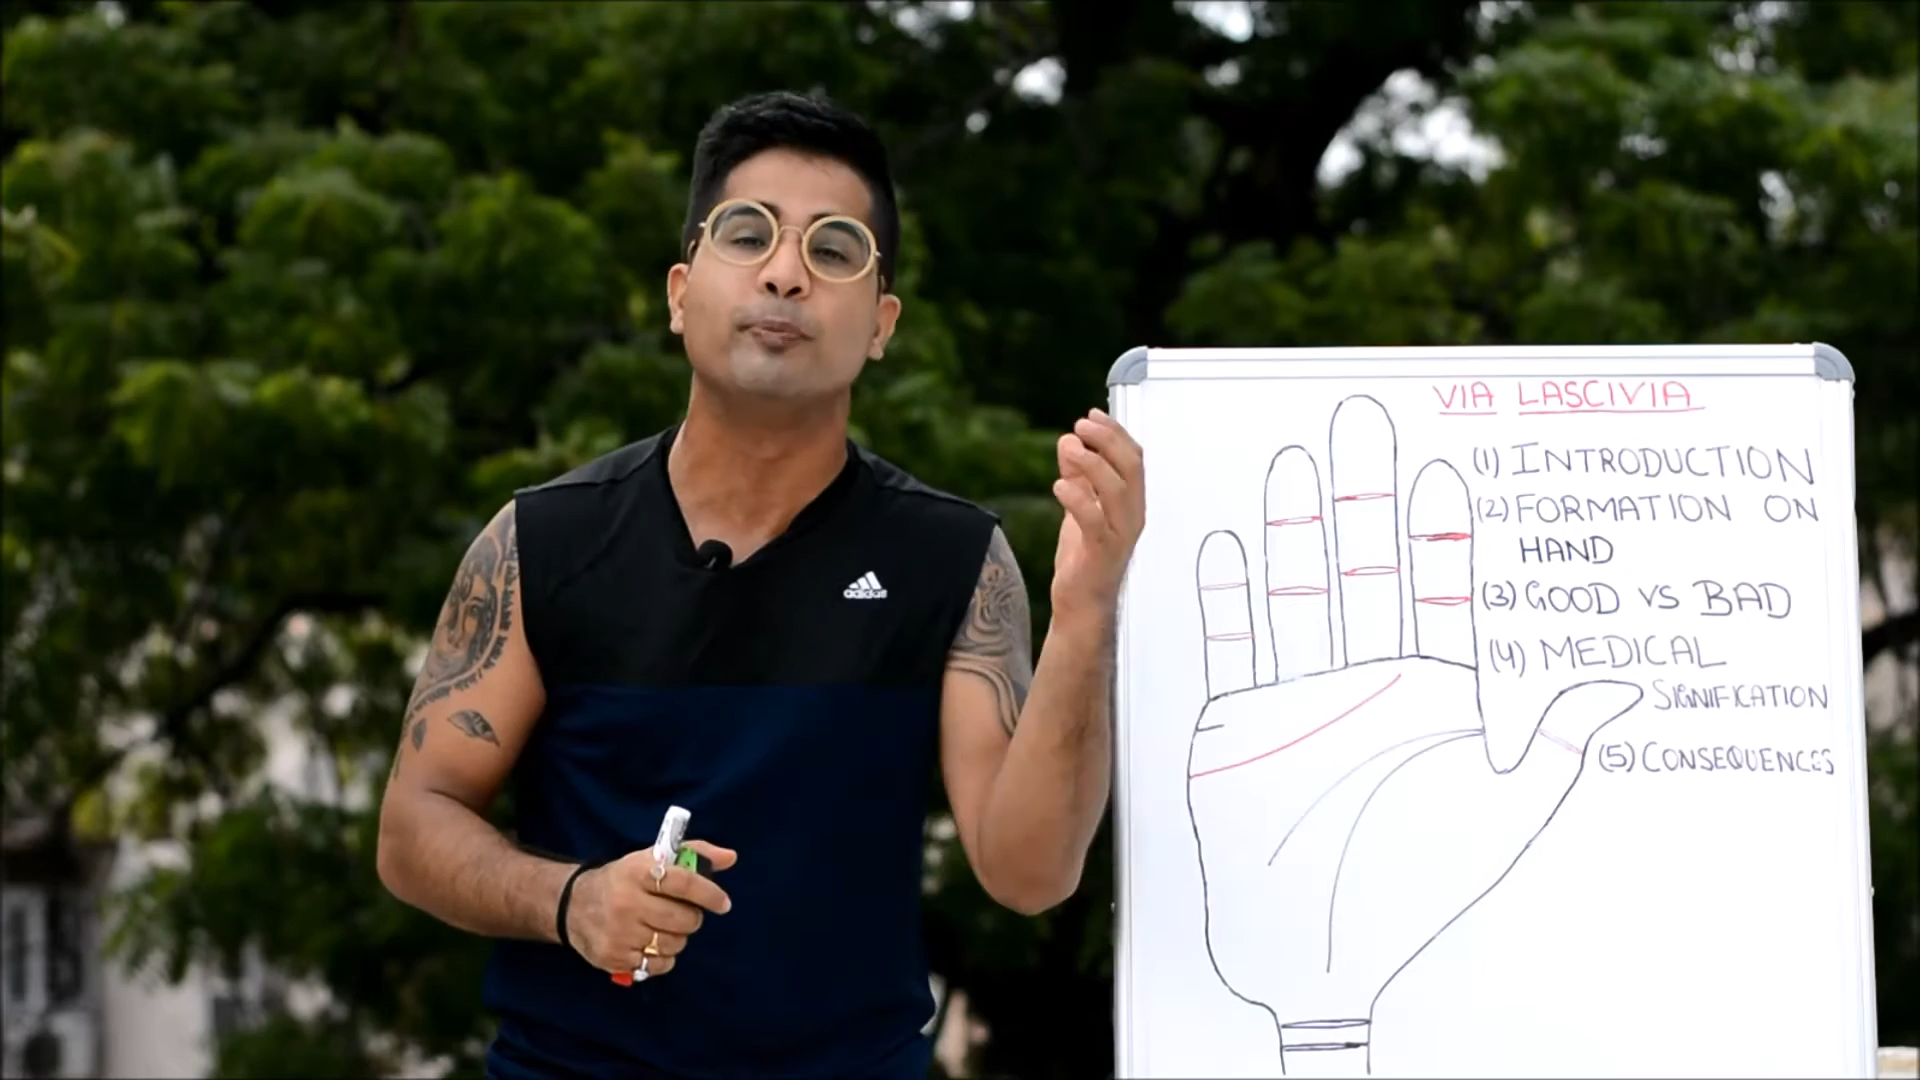 VIA LASCIVIA
(1) INTRODUCTION
(2) FORMATION ON
HAND
(3) GOOD VS BAD
(4) MEDICAL
SIGNIFICATION
(5) CONSEQUENCES
adidas